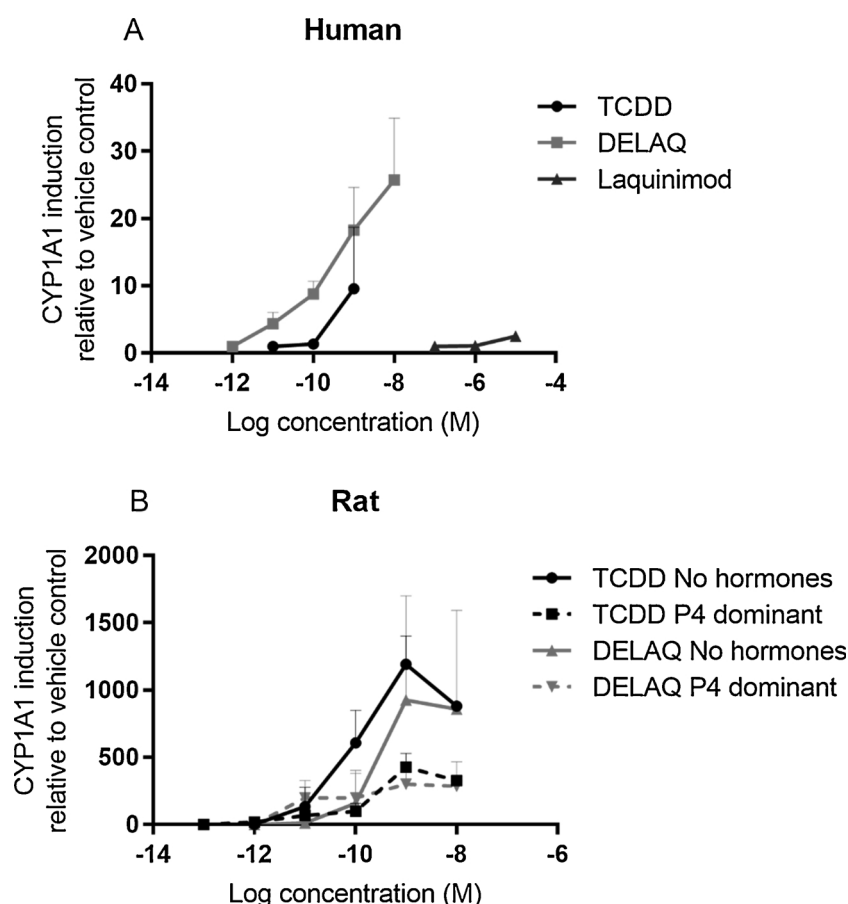 A
Human
CYP1A1 induction
relative to vehicle control
40
30
20
10
0
-14
-12
-10
-8
-6
-4
Log concentration (M)
TCDD
DELAQ
Laquinimod
B
Rat
CYP1A1 induction
relative to vehicle control
2000
1500
1000
500
0
-14
-12
-10
-8
-6
Log concentration (M)
TCDD No hormones
TCDD P4 dominant
DELAQ No hormones
DELAQ P4 dominant